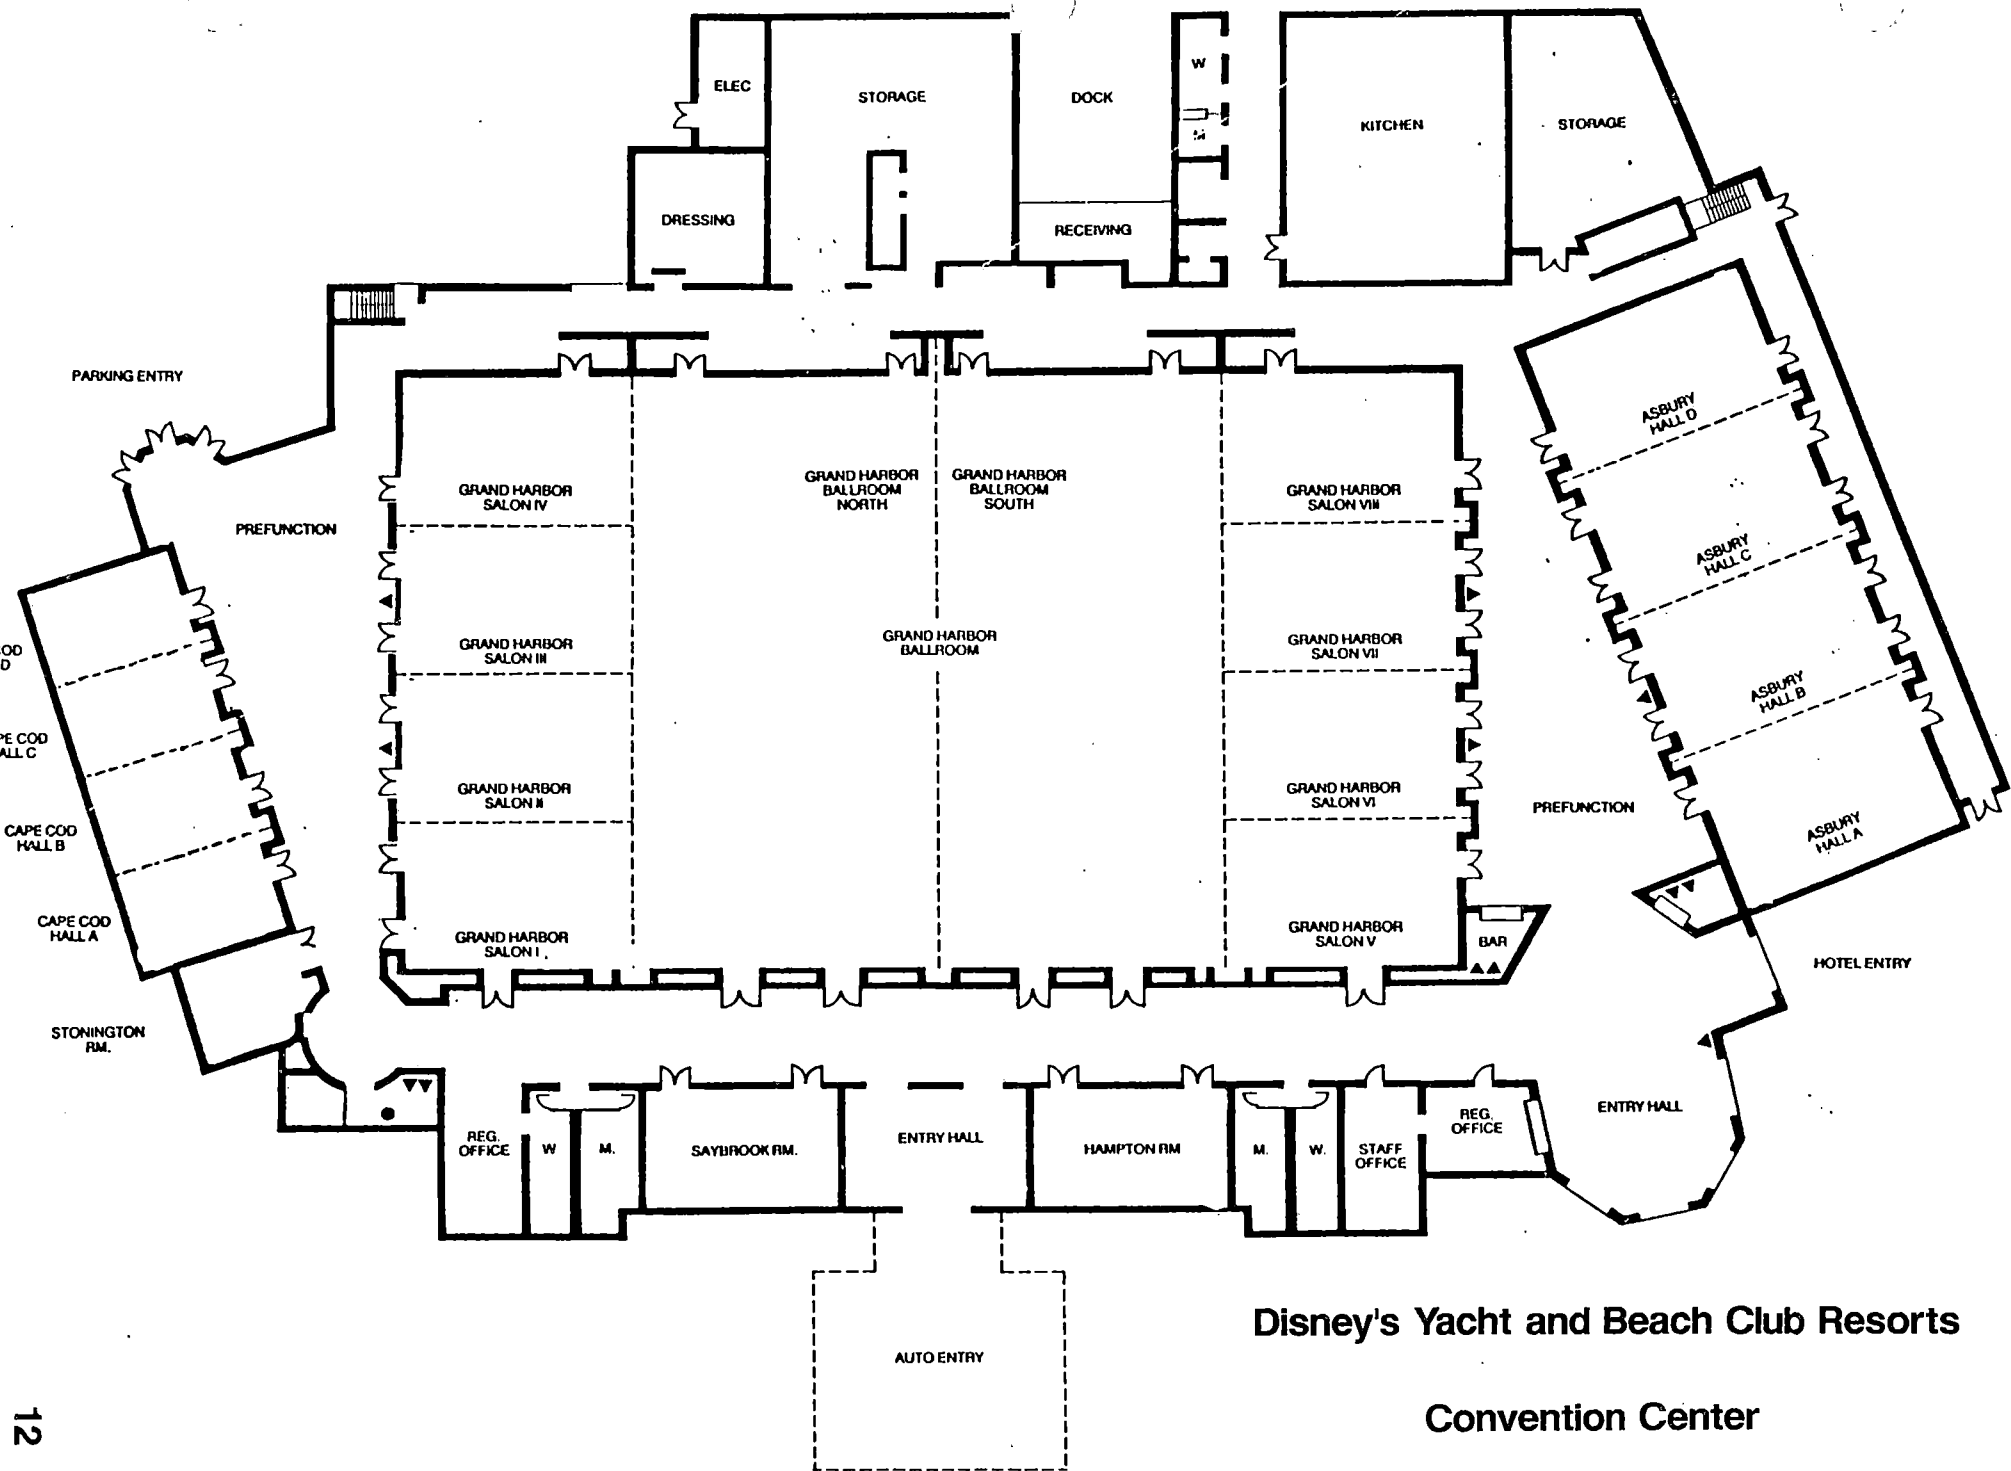 ELEC
STORAGE
DOCK
W
M
KITCHEN
STORAGE
DRESSING
RECEIVING
PARKING ENTRY
PREFUNCTION
GRAND HARBOR
SALON IV
GRAND HARBOR
BALLROOM
NORTH
GRAND HARBOR
BALLROOM
SOUTH
GRAND HARBOR
SALON VIII
ASBURY
HALL D
ASBURY
HALL C
GRAND HARBOR
SALON III
GRAND HARBOR
BALLROOM
GRAND HARBOR
SALON VII
ASBURY
HALL B
OD
D
PE COD
ALL C
CAPE COD
HALL B
CAPE COD
HALL A
GRAND HARBOR
SALON II
GRAND HARBOR
SALON VI
PREFUNCTION
ASBURY
HALL A
GRAND HARBOR
SALON I
GRAND HARBOR
SALON V
BAR
HOTEL ENTRY
STONINGTON
RM.
REG.
OFFICE
W
M.
SAYBROOK RM.
ENTRY HALL
HAMPTON RM
M.
W.
STAFF
OFFICE
REG.
OFFICE
ENTRY HALL
AUTO ENTRY
Disney's Yacht and Beach Club Resorts
Convention Center
12